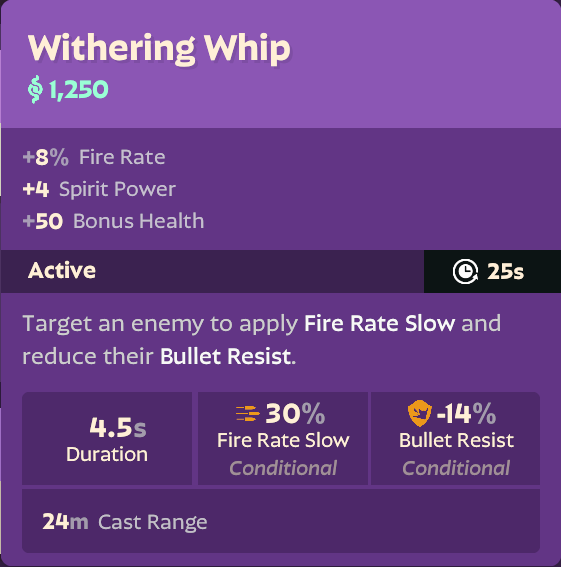 Withering Whip
1,250
+8% Fire Rate
+4 Spirit Power
+50 Bonus Health
Active 25s
Target an enemy to apply Fire Rate Slow and
reduce their Bullet Resist.
4.5s 30% -14%
Duration Fire Rate Slow Bullet Resist
Conditional Conditional
24m Cast Range